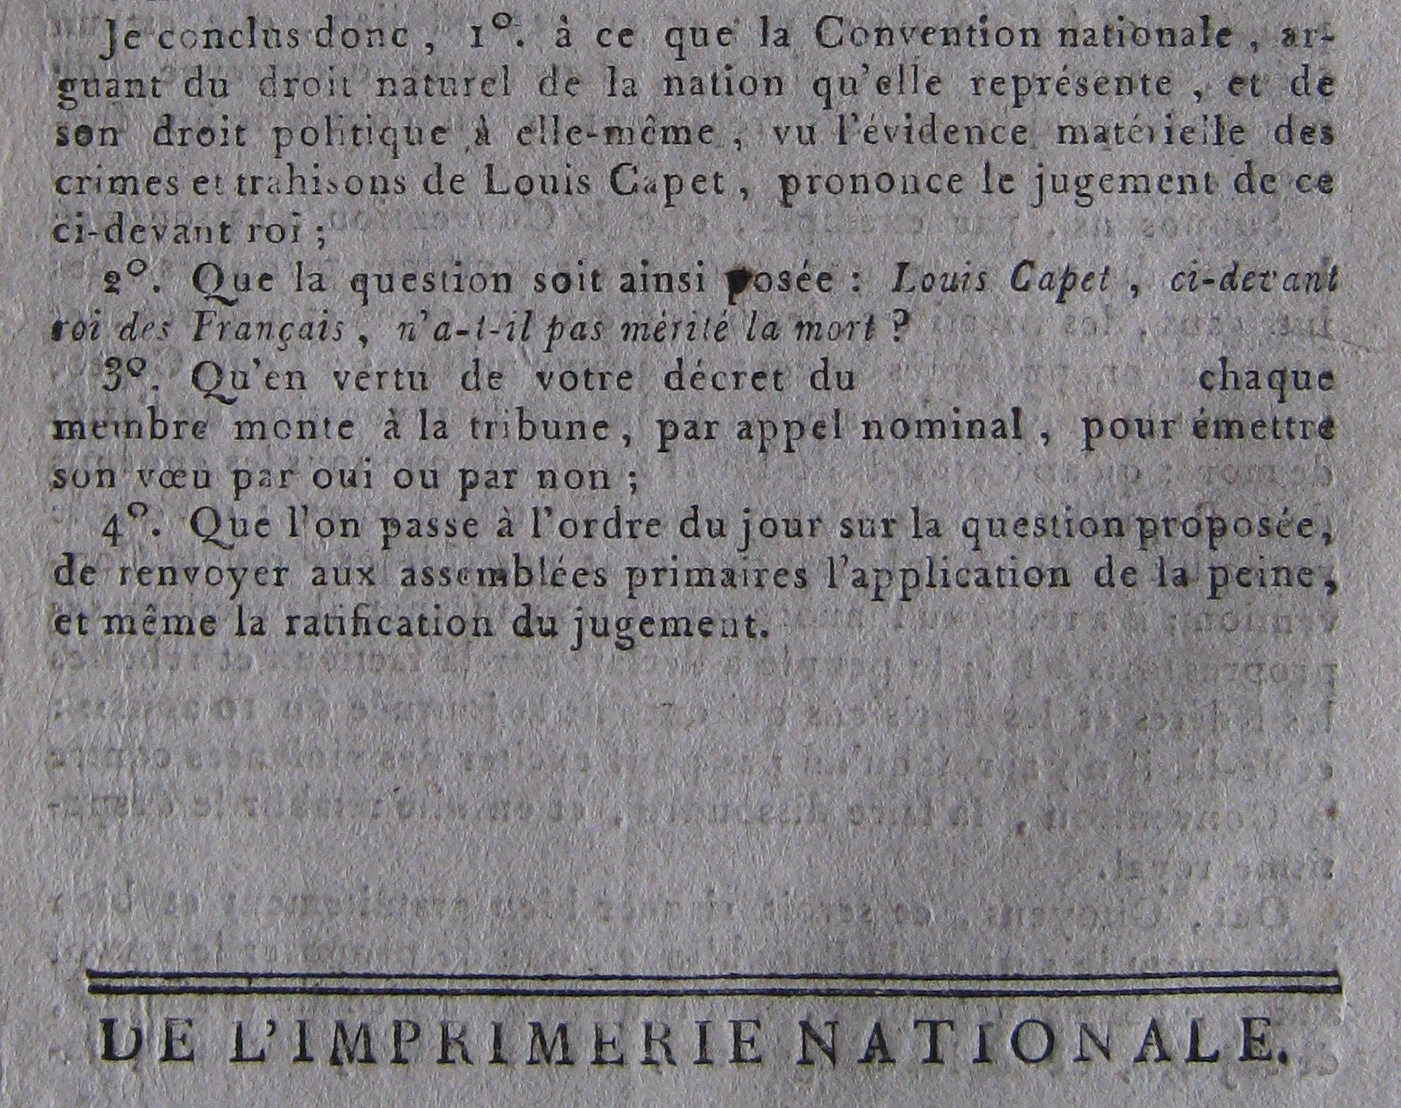 Je conclus donc , 1º. à ce que la Convention nationale , ar-
guant du droit naturel de la nation qu'elle représente , et de
son droit politique à elle-même , vu l'évidence matérielle des
crimes et trahisons de Louis Capet , prononce le jugement de ce
ci-devant roi ;
2º. Que la question soit ainsi posée : Louis Capet , ci-devant
roi des Français , n'a-t-il pas mérité la mort ?
3º. Qu'en vertu de votre décret du chaque
membre monte à la tribune , par appel nominal , pour émettre
son vœu par oui ou par non ;
4º. Que l'on passe à l'ordre du jour sur la question proposée,
de renvoyer aux assemblées primaires l'application de la peine,
et même la ratification du jugement.
DE L'IMPRIMERIE NATIONALE.